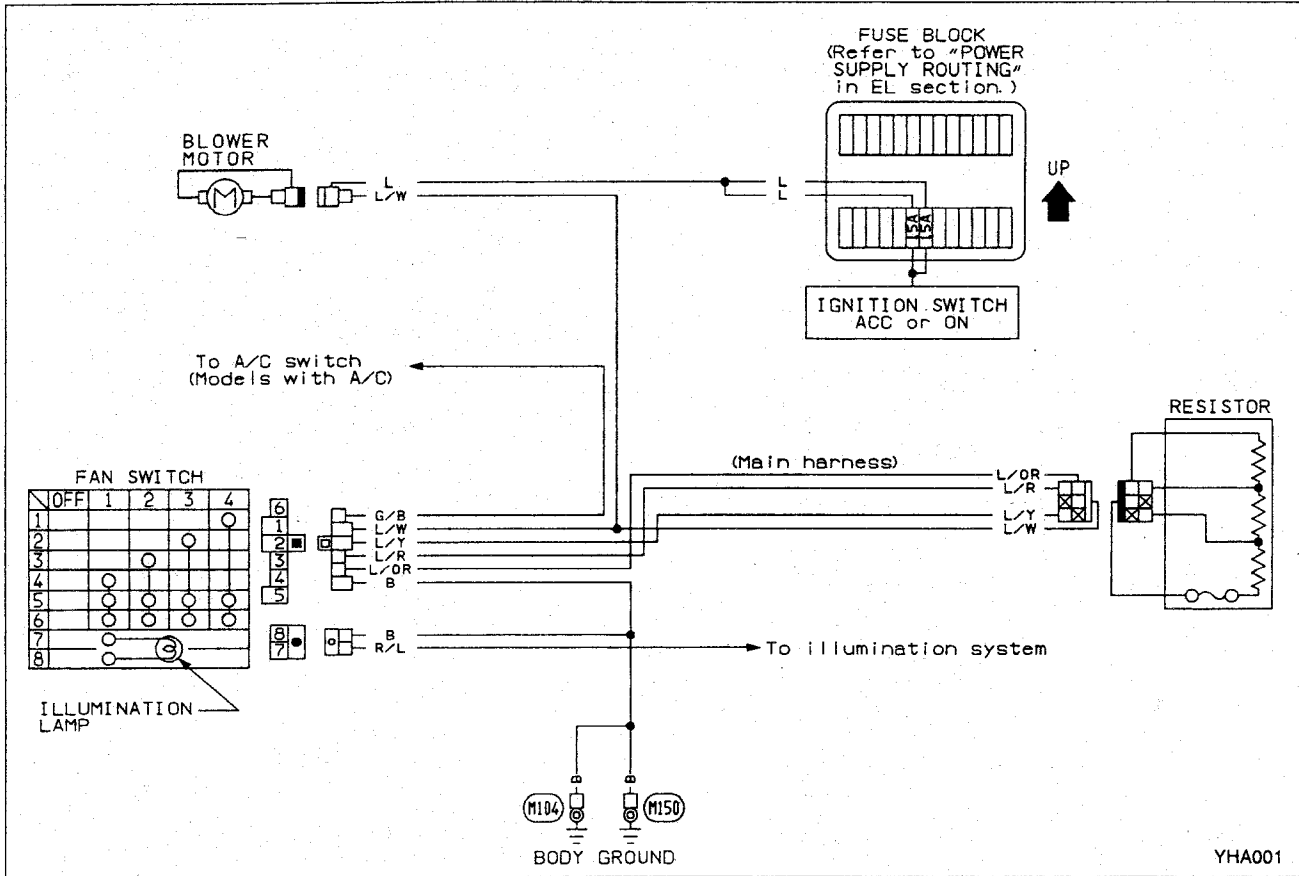 FUSE BLOCK
(Refer to "POWER
SUPPLY ROUTING"
in EL section.)
BLOWER
MOTOR
M
L
L/W
L
L
15A
15A
UP
IGNITION SWITCH
ACC or ON
To A/C switch
(Models with A/C)
RESISTOR
(Main harness)
L/OR
L/R
L/Y
L/W
FAN SWITCH
OFF 1 2 3 4
1
2
3
4
5
6
7
8
6
1
2
3
4
5
8
7
G/B
L/W
L/Y
L/R
L/OR
B
B
R/L
To illumination system
ILLUMINATION
LAMP
B
B
M104
M150
BODY GROUND
YHA001